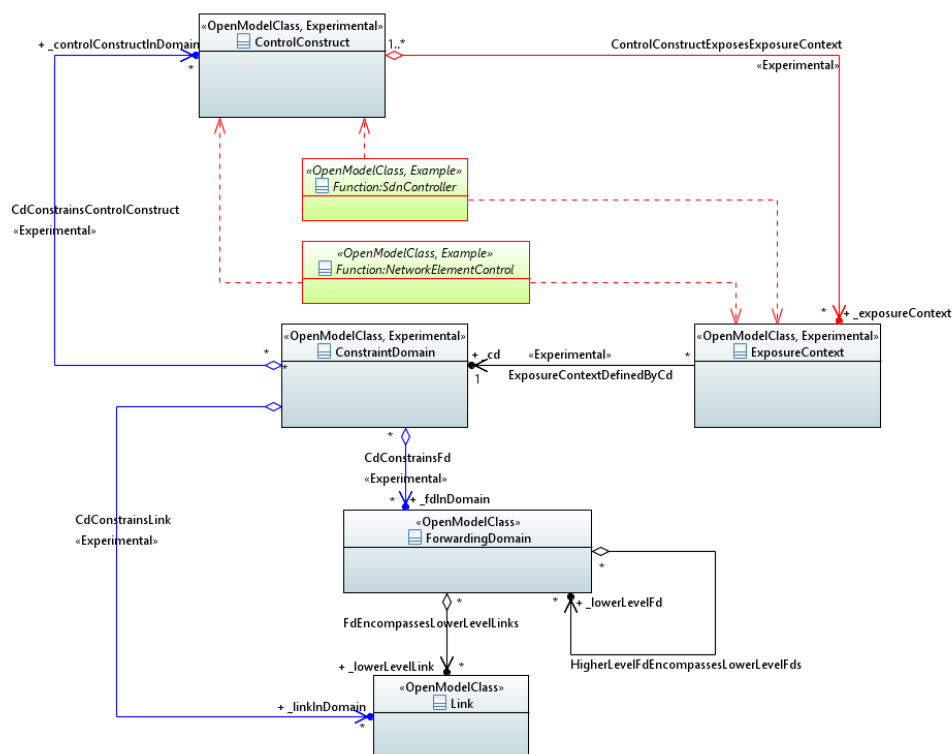 «OpenModelClass, Experimental»
ControlConstruct
+ _controlConstructInDomain
*
1..*
ControlConstructExposesExposureContext
«Experimental»
«OpenModelClass, Example»
Function:SdnController
CdConstrainsControlConstruct
«Experimental»
«OpenModelClass, Example»
Function:NetworkElementControl
* + _exposureContext
«OpenModelClass, Experimental»
ConstraintDomain
*
*
+ _cd
1
«Experimental»
ExposureContextDefinedByCd
*
«OpenModelClass, Experimental»
ExposureContext
*
CdConstrainsFd
«Experimental»
* + _fdInDomain
CdConstrainsLink
«Experimental»
«OpenModelClass»
ForwardingDomain
*
*
* + _lowerLevelFd
FdEncompassesLowerLevelLinks
HigherLevelFdEncompassesLowerLevelFds
+ _lowerLevelLink *
«OpenModelClass»
Link
+ _linkInDomain
*